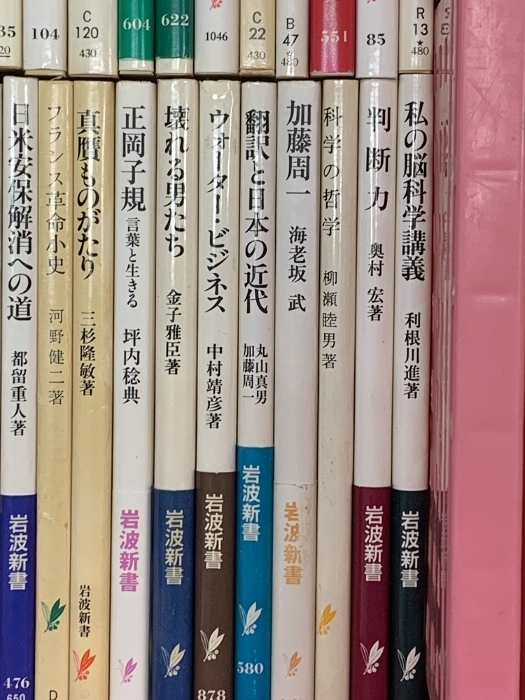 104
C
120
430
604
622
1046
C
22
430
B
47
480
551
85
R
13
480
日米安保解消への道
都留重人著
岩波新書
476
650
フランス革命小史
河野健二著
D
真贋ものがたり
三杉隆敏著
岩波新書
正岡子規
言葉と生きる
坪内稔典
岩波新書
壊れる男たち
金子雅臣著
岩波新書
ウォーター・ビジネス
中村靖彦著
岩波新書
878
翻訳と日本の近代
丸山真男
加藤周一
岩波新書
580
加藤周一
海老坂 武
岩波新書
科学の哲学
柳瀬睦男著
判断力
奥村 宏著
岩波新書
私の脳科学講義
利根川進著
岩波新書